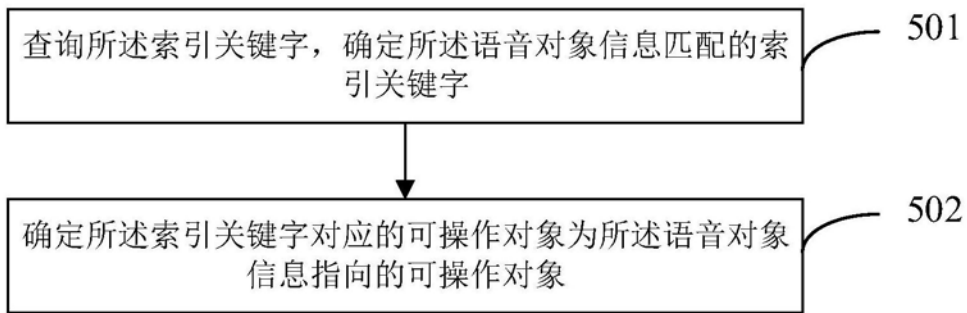 查询所述索引关键字，确定所述语音对象信息匹配的索
引关键字
501
确定所述索引关键字对应的可操作对象为所述语音对象
信息指向的可操作对象
502